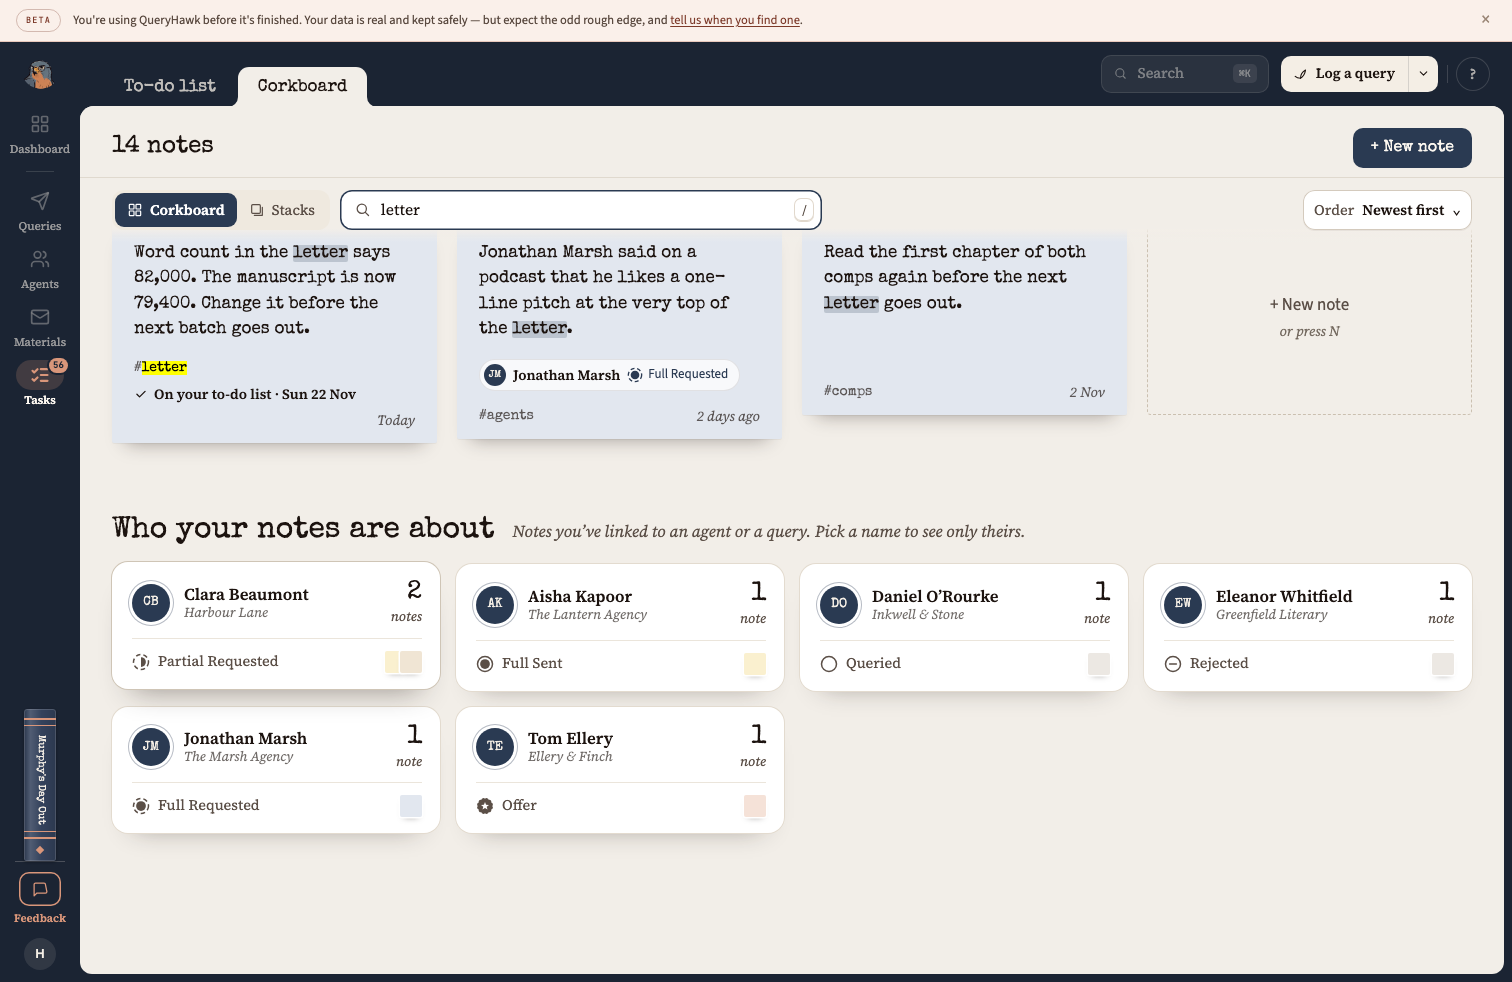 BETA
You're using QueryHawk before it's finished. Your data is real and kept safely — but expect the odd rough edge, and tell us when you find one.
×
To-do list
Corkboard
Search
⌘K
Log a query
?
Dashboard
Queries
Agents
Materials
56
Tasks
Murphy's Day Out
Feedback
H
14 notes
+ New note
Corkboard
Stacks
letter
/
Order Newest first
Word count in the letter says
82,000. The manuscript is now
79,400. Change it before the
next batch goes out.
#letter
✓ On your to-do list · Sun 22 Nov
Today
Jonathan Marsh said on a
podcast that he likes a one-
line pitch at the very top of
the letter.
JM Jonathan Marsh Full Requested
#agents
2 days ago
Read the first chapter of both
comps again before the next
letter goes out.
#comps
2 Nov
+ New note
or press N
Who your notes are about
Notes you’ve linked to an agent or a query. Pick a name to see only theirs.
CB
Clara Beaumont
Harbour Lane
2
notes
Partial Requested
AK
Aisha Kapoor
The Lantern Agency
1
note
Full Sent
DO
Daniel O’Rourke
Inkwell & Stone
1
note
Queried
EW
Eleanor Whitfield
Greenfield Literary
1
note
Rejected
JM
Jonathan Marsh
The Marsh Agency
1
note
Full Requested
TE
Tom Ellery
Ellery & Finch
1
note
Offer